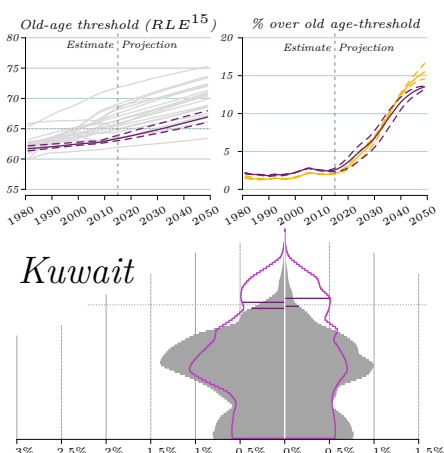 Old-age threshold (RLE15)
% over old age-threshold
80
75
70
65
60
55
Estimate Projection
1980 1990 2000 2010 2020 2030 2040 2050
20
15
10
5
0
Estimate Projection
1980 1990 2000 2010 2020 2030 2040 2050
Kuwait
3% 2.5% 2% 1.5% 1% 0.5% 0% 0.5% 1% 1.5%